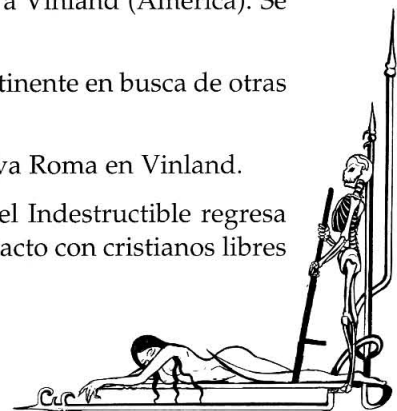 a Vinland (América). Se
tinente en busca de otras
va Roma en Vinland.
el Indestructible regresa
acto con cristianos libres